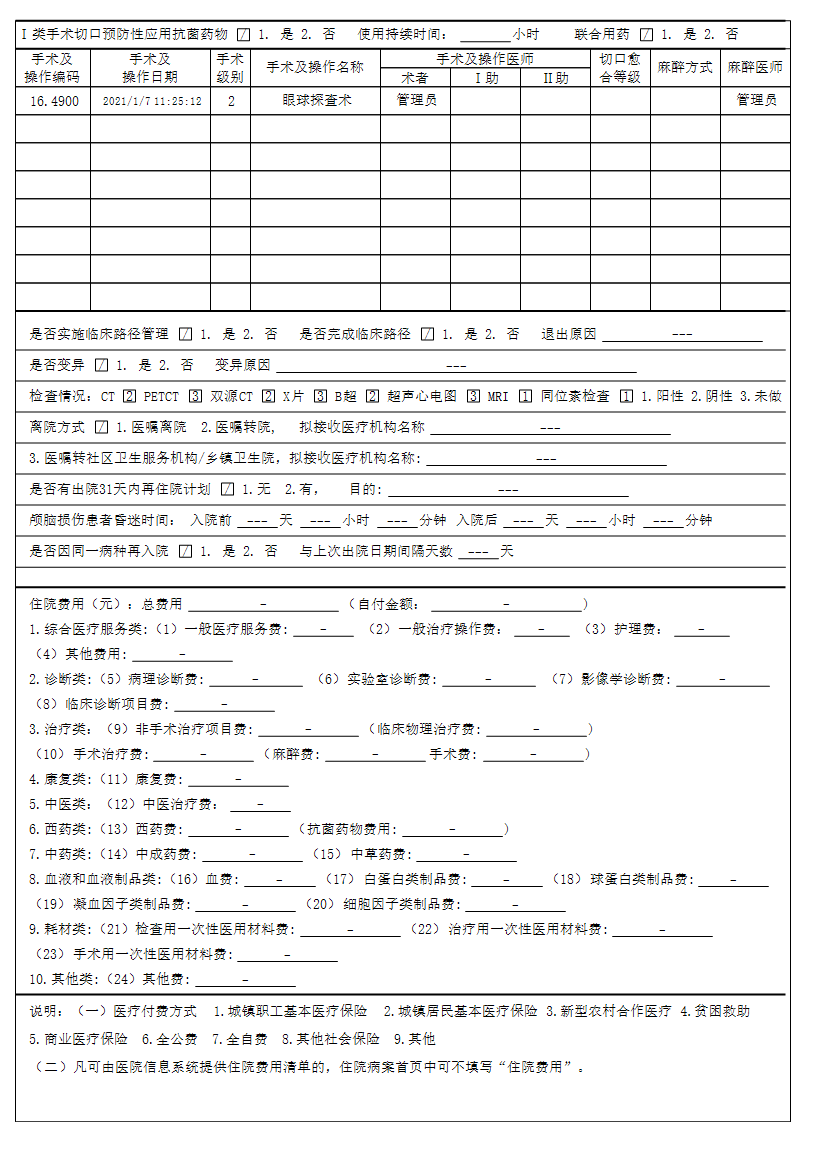 I 类手术切口预防性应用抗菌药物 / 1. 是 2. 否 使用持续时间: ______小时 联合用药 / 1. 是 2. 否
手术及操作编码 手术及操作日期 手术级别 手术及操作名称 手术及操作医师 切口愈合等级 麻醉方式 麻醉医师
术者 I 助 II 助
16.4900 2021/1/7 11:25:12 2 眼球探查术 管理员 管理员
是否实施临床路径管理 / 1. 是 2. 否 是否完成临床路径 / 1. 是 2. 否 退出原因 ---
是否变异 / 1. 是 2. 否 变异原因 ---
检查情况: CT 2 PETCT 3 双源CT 2 X片 3 B超 2 超声心电图 3 MRI 1 同位素检查 1 1.阳性 2.阴性 3.未做
离院方式 / 1.医嘱离院 2.医嘱转院, 拟接收医疗机构名称 ---
3.医嘱转社区卫生服务机构/乡镇卫生院, 拟接收医疗机构名称: ---
是否有出院31天内再住院计划 / 1.无 2.有, 目的: ---
颅脑损伤患者昏迷时间: 入院前 --- 天 --- 小时 --- 分钟 入院后 --- 天 --- 小时 --- 分钟
是否因同一病种再入院 / 1. 是 2. 否 与上次出院日期间隔天数 --- 天
住院费用（元）: 总费用 - （自付金额: - ）
1.综合医疗服务类:（1）一般医疗服务费: - （2）一般治疗操作费: - （3）护理费: -
（4）其他费用: -
2.诊断类:（5）病理诊断费: - （6）实验室诊断费: - （7）影像学诊断费: -
（8）临床诊断项目费: -
3.治疗类:（9）非手术治疗项目费: - （临床物理治疗费: - ）
（10）手术治疗费: - （麻醉费: - 手术费: - ）
4.康复类:（11）康复费: -
5.中医类:（12）中医治疗费: -
6.西药类:（13）西药费: - （抗菌药物费用: - ）
7.中药类:（14）中成药费: - （15）中草药费: -
8.血液和血液制品类:（16）血费: - （17）白蛋白类制品费: - （18）球蛋白类制品费: -
（19）凝血因子类制品费: - （20）细胞因子类制品费: -
9.耗材类:（21）检查用一次性医用材料费: - （22）治疗用一次性医用材料费: -
（23）手术用一次性医用材料费: -
10.其他类:（24）其他费: -
说明:（一）医疗付费方式 1.城镇职工基本医疗保险 2.城镇居民基本医疗保险 3.新型农村合作医疗 4.贫困救助
5.商业医疗保险 6.全公费 7.全自费 8.其他社会保险 9.其他
（二）凡可由医院信息系统提供住院费用清单的，住院病案首页中可不填写“住院费用”。